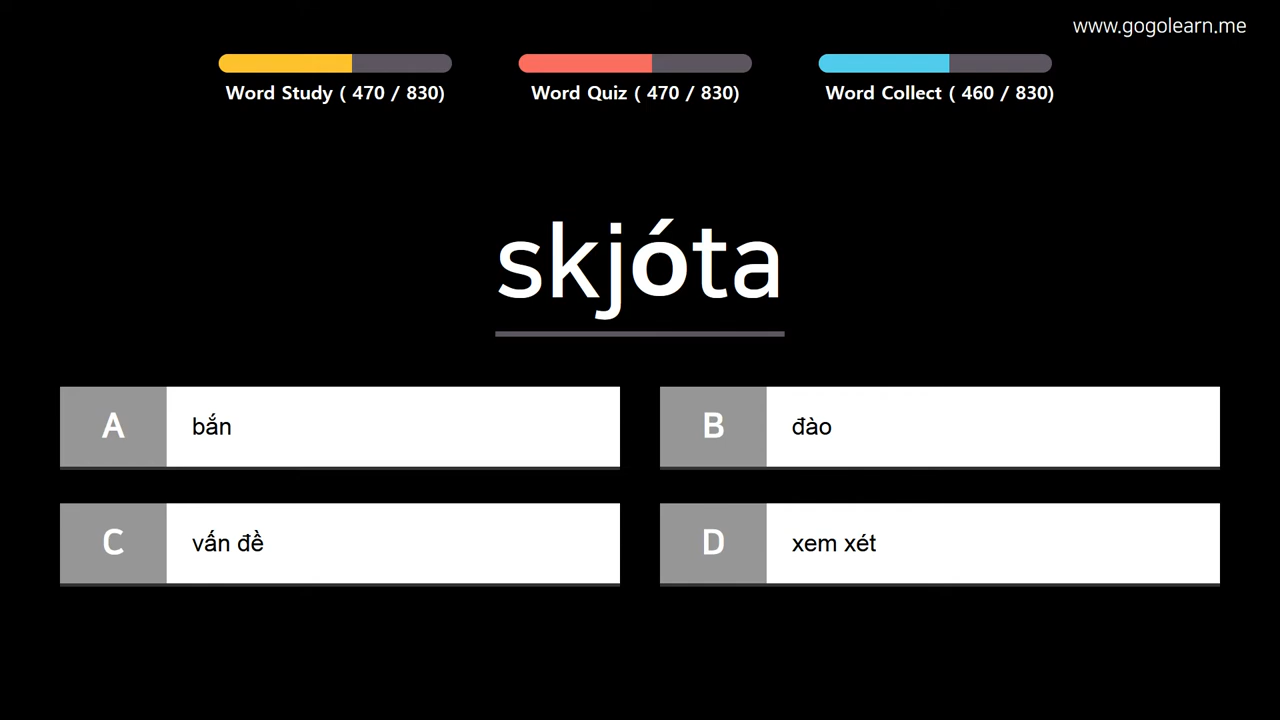 www.gogolearn.me
Word Study ( 470 / 830)
Word Quiz ( 470 / 830)
Word Collect ( 460 / 830)
skjóta
A bắn
B đào
C vấn đề
D xem xét